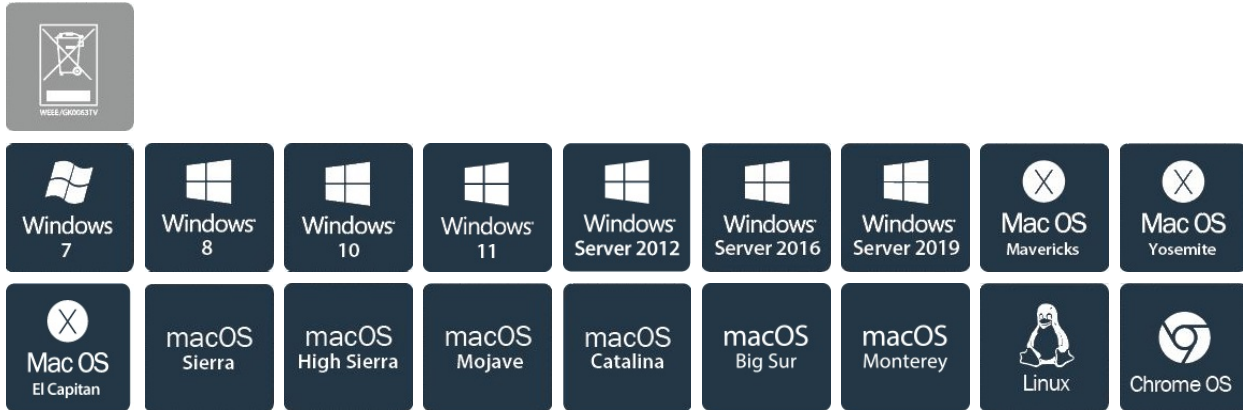 WEEE/GK0063TV
Windows
7
Windows
8
Windows
10
Windows
11
Windows
Server 2012
Windows
Server 2016
Windows
Server 2019
Mac OS
Mavericks
Mac OS
Yosemite
Mac OS
El Capitan
macOS
Sierra
macOS
High Sierra
macOS
Mojave
macOS
Catalina
macOS
Big Sur
macOS
Monterey
Linux
Chrome OS